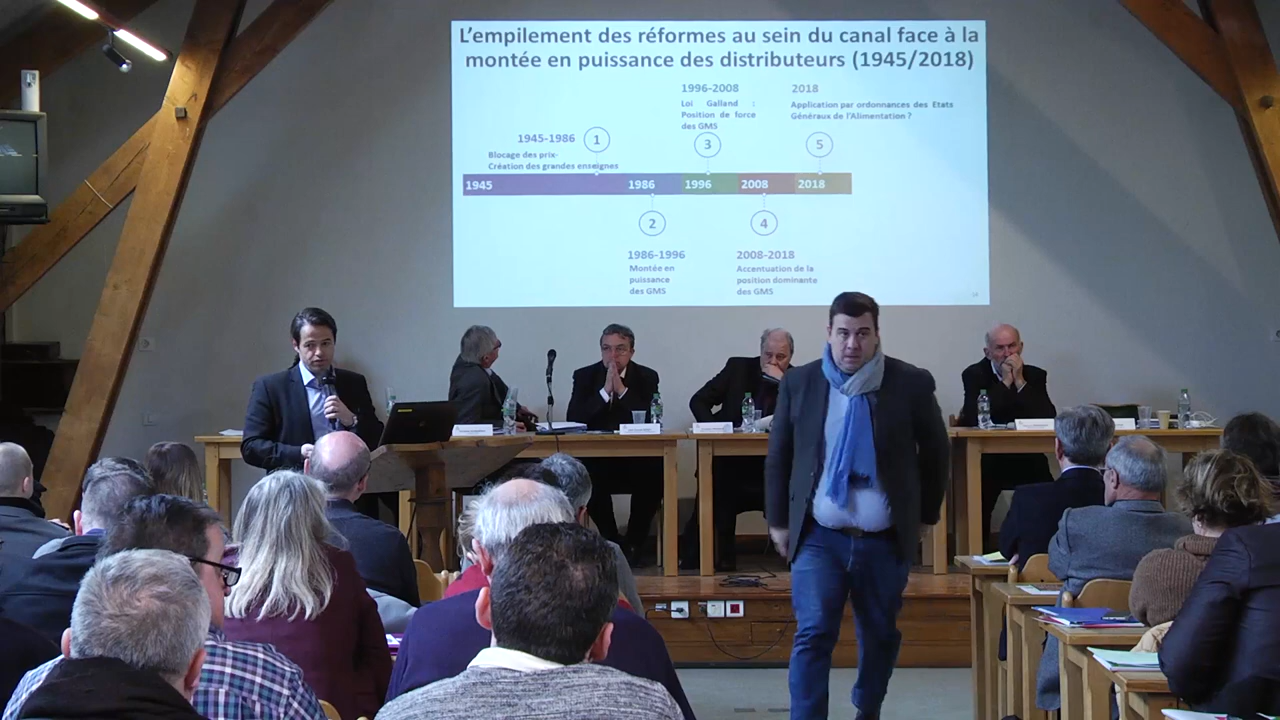 L'empilement des réformes au sein du canal face à la
montée en puissance des distributeurs (1945/2018)
1996-2008
Loi Galland :
Position de force
des GMS
2018
Application par ordonnances des Etats
Généraux de l'Alimentation ?
1945-1986
1
Blocage des prix-
Création des grandes enseignes
3
5
1945
1986
1996
2008
2018
2
4
1986-1996
Montée en
puissance
des GMS
2008-2018
Accentuation de la
position dominante
des GMS